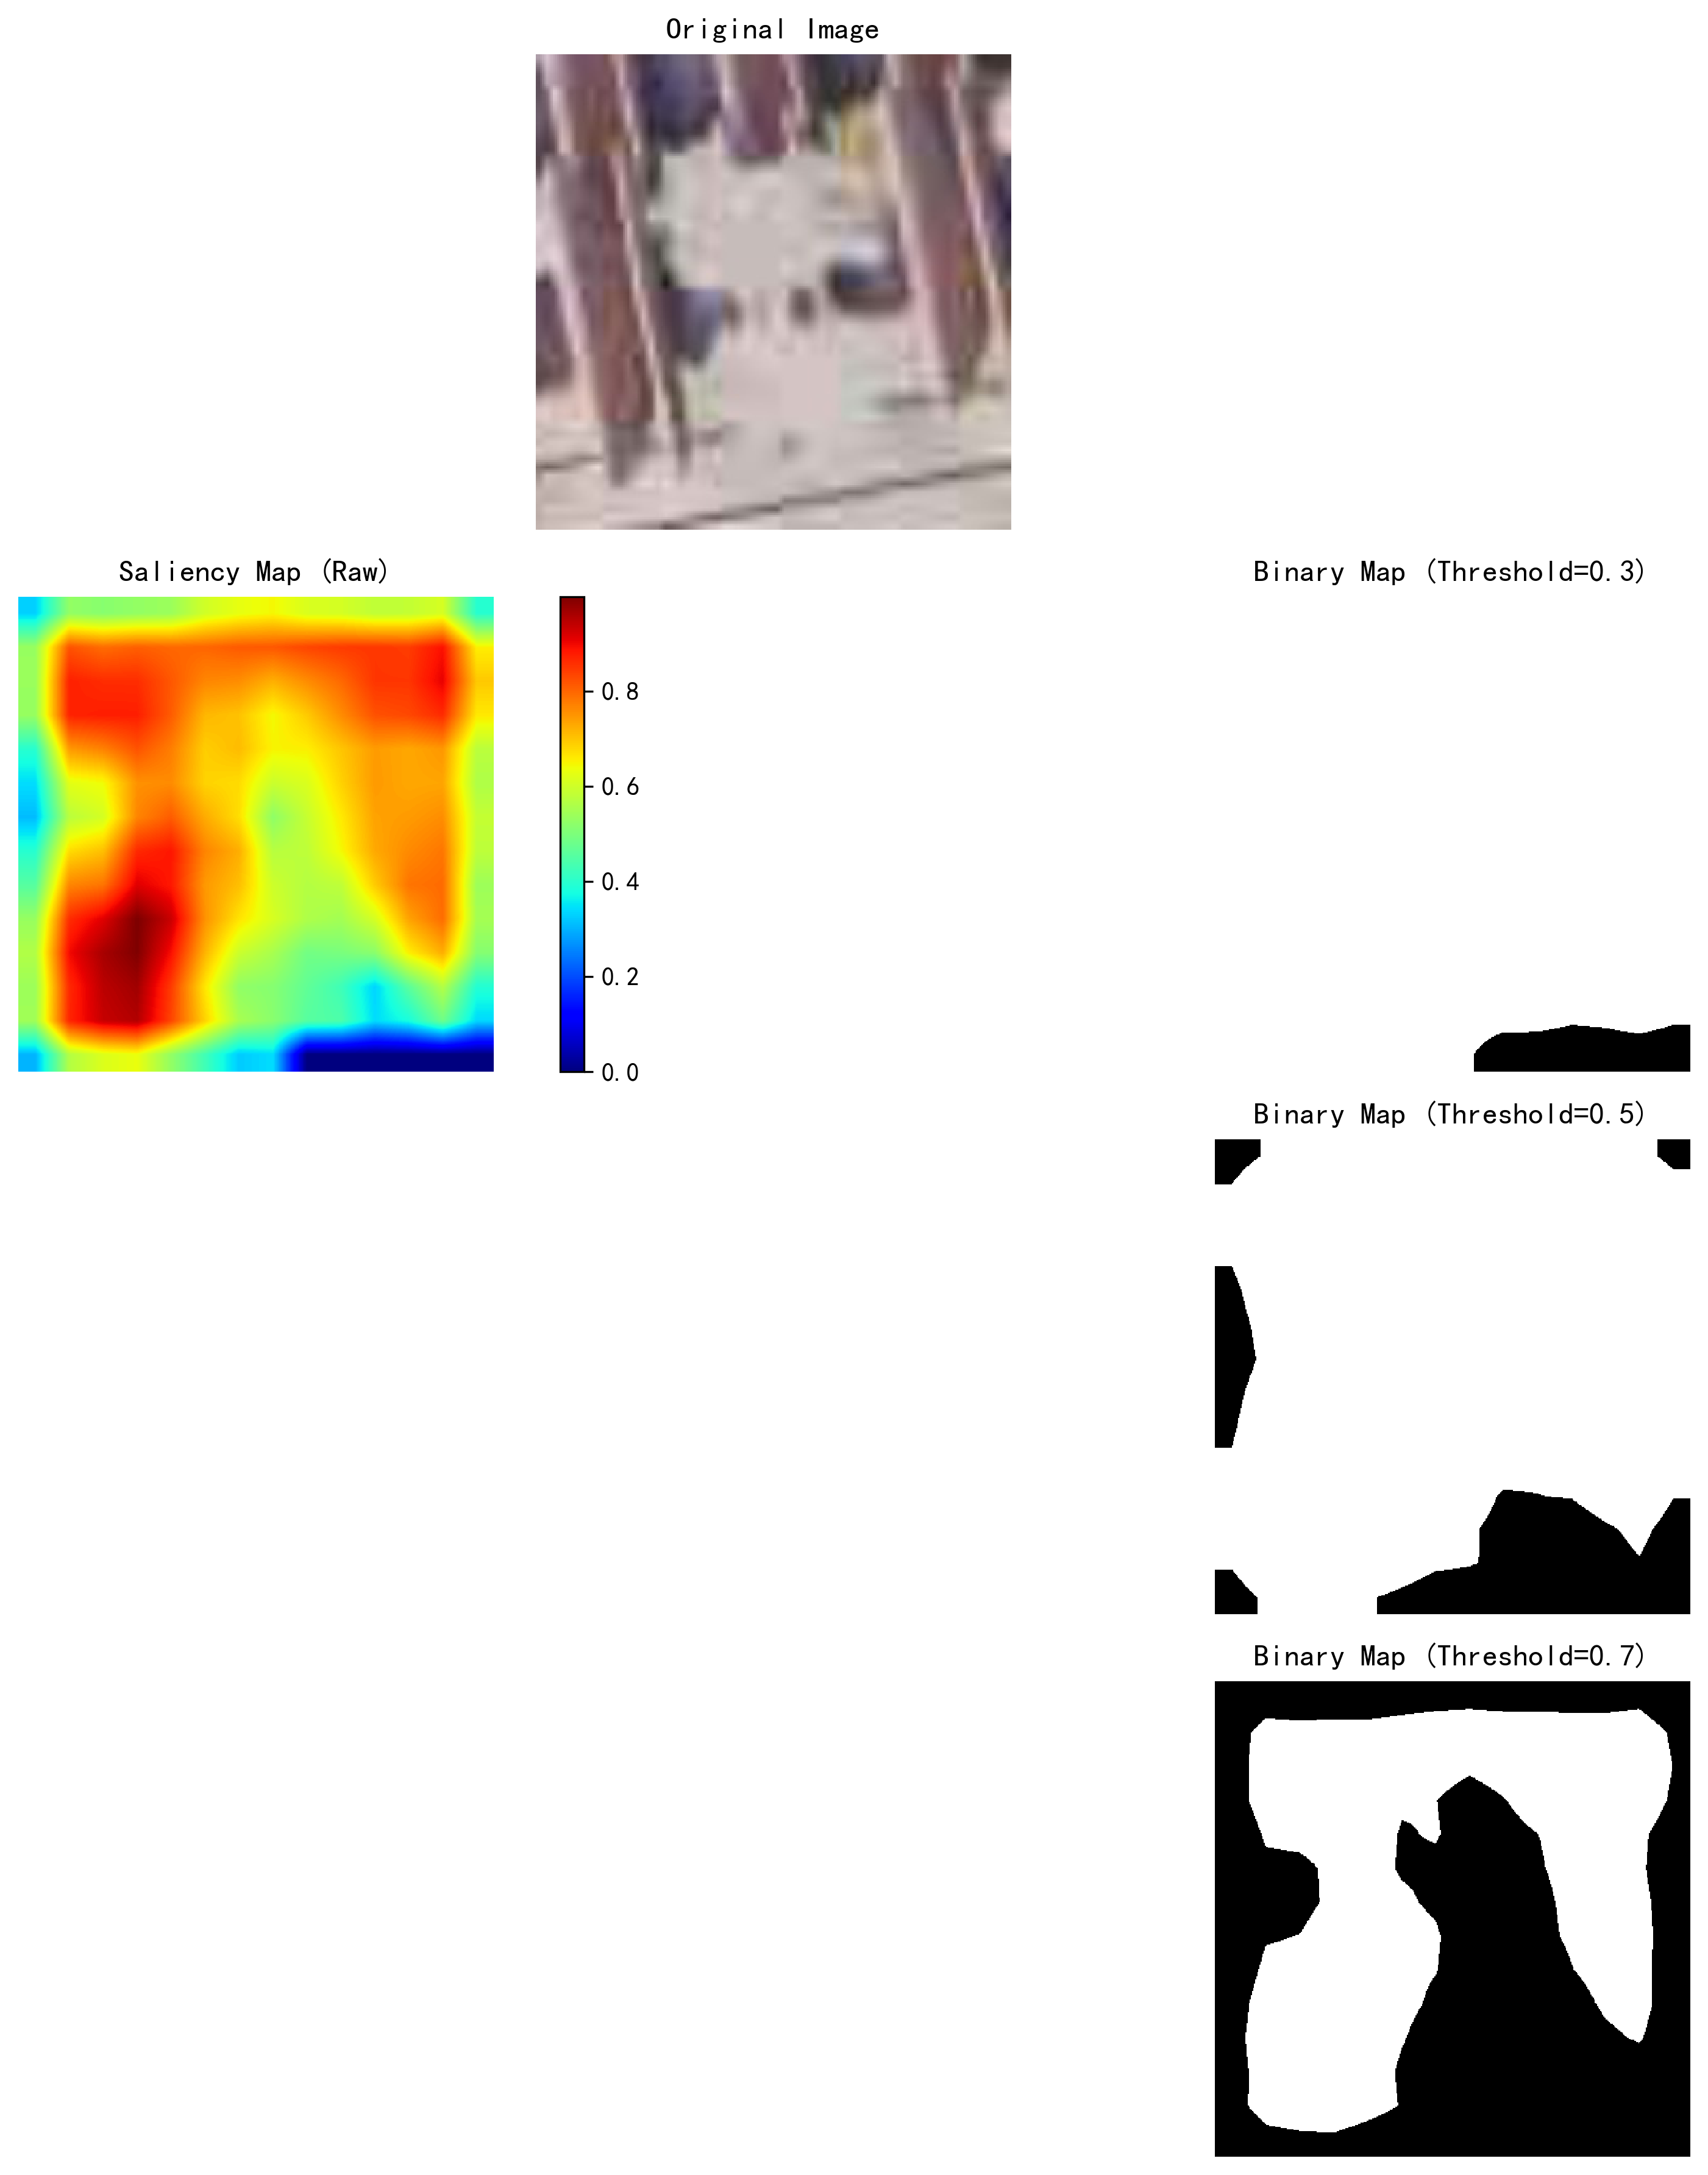 Original Image
Saliency Map (Raw)
Binary Map (Threshold=0.3)
0.8
0.6
0.4
0.2
0.0
Binary Map (Threshold=0.5)
Binary Map (Threshold=0.7)